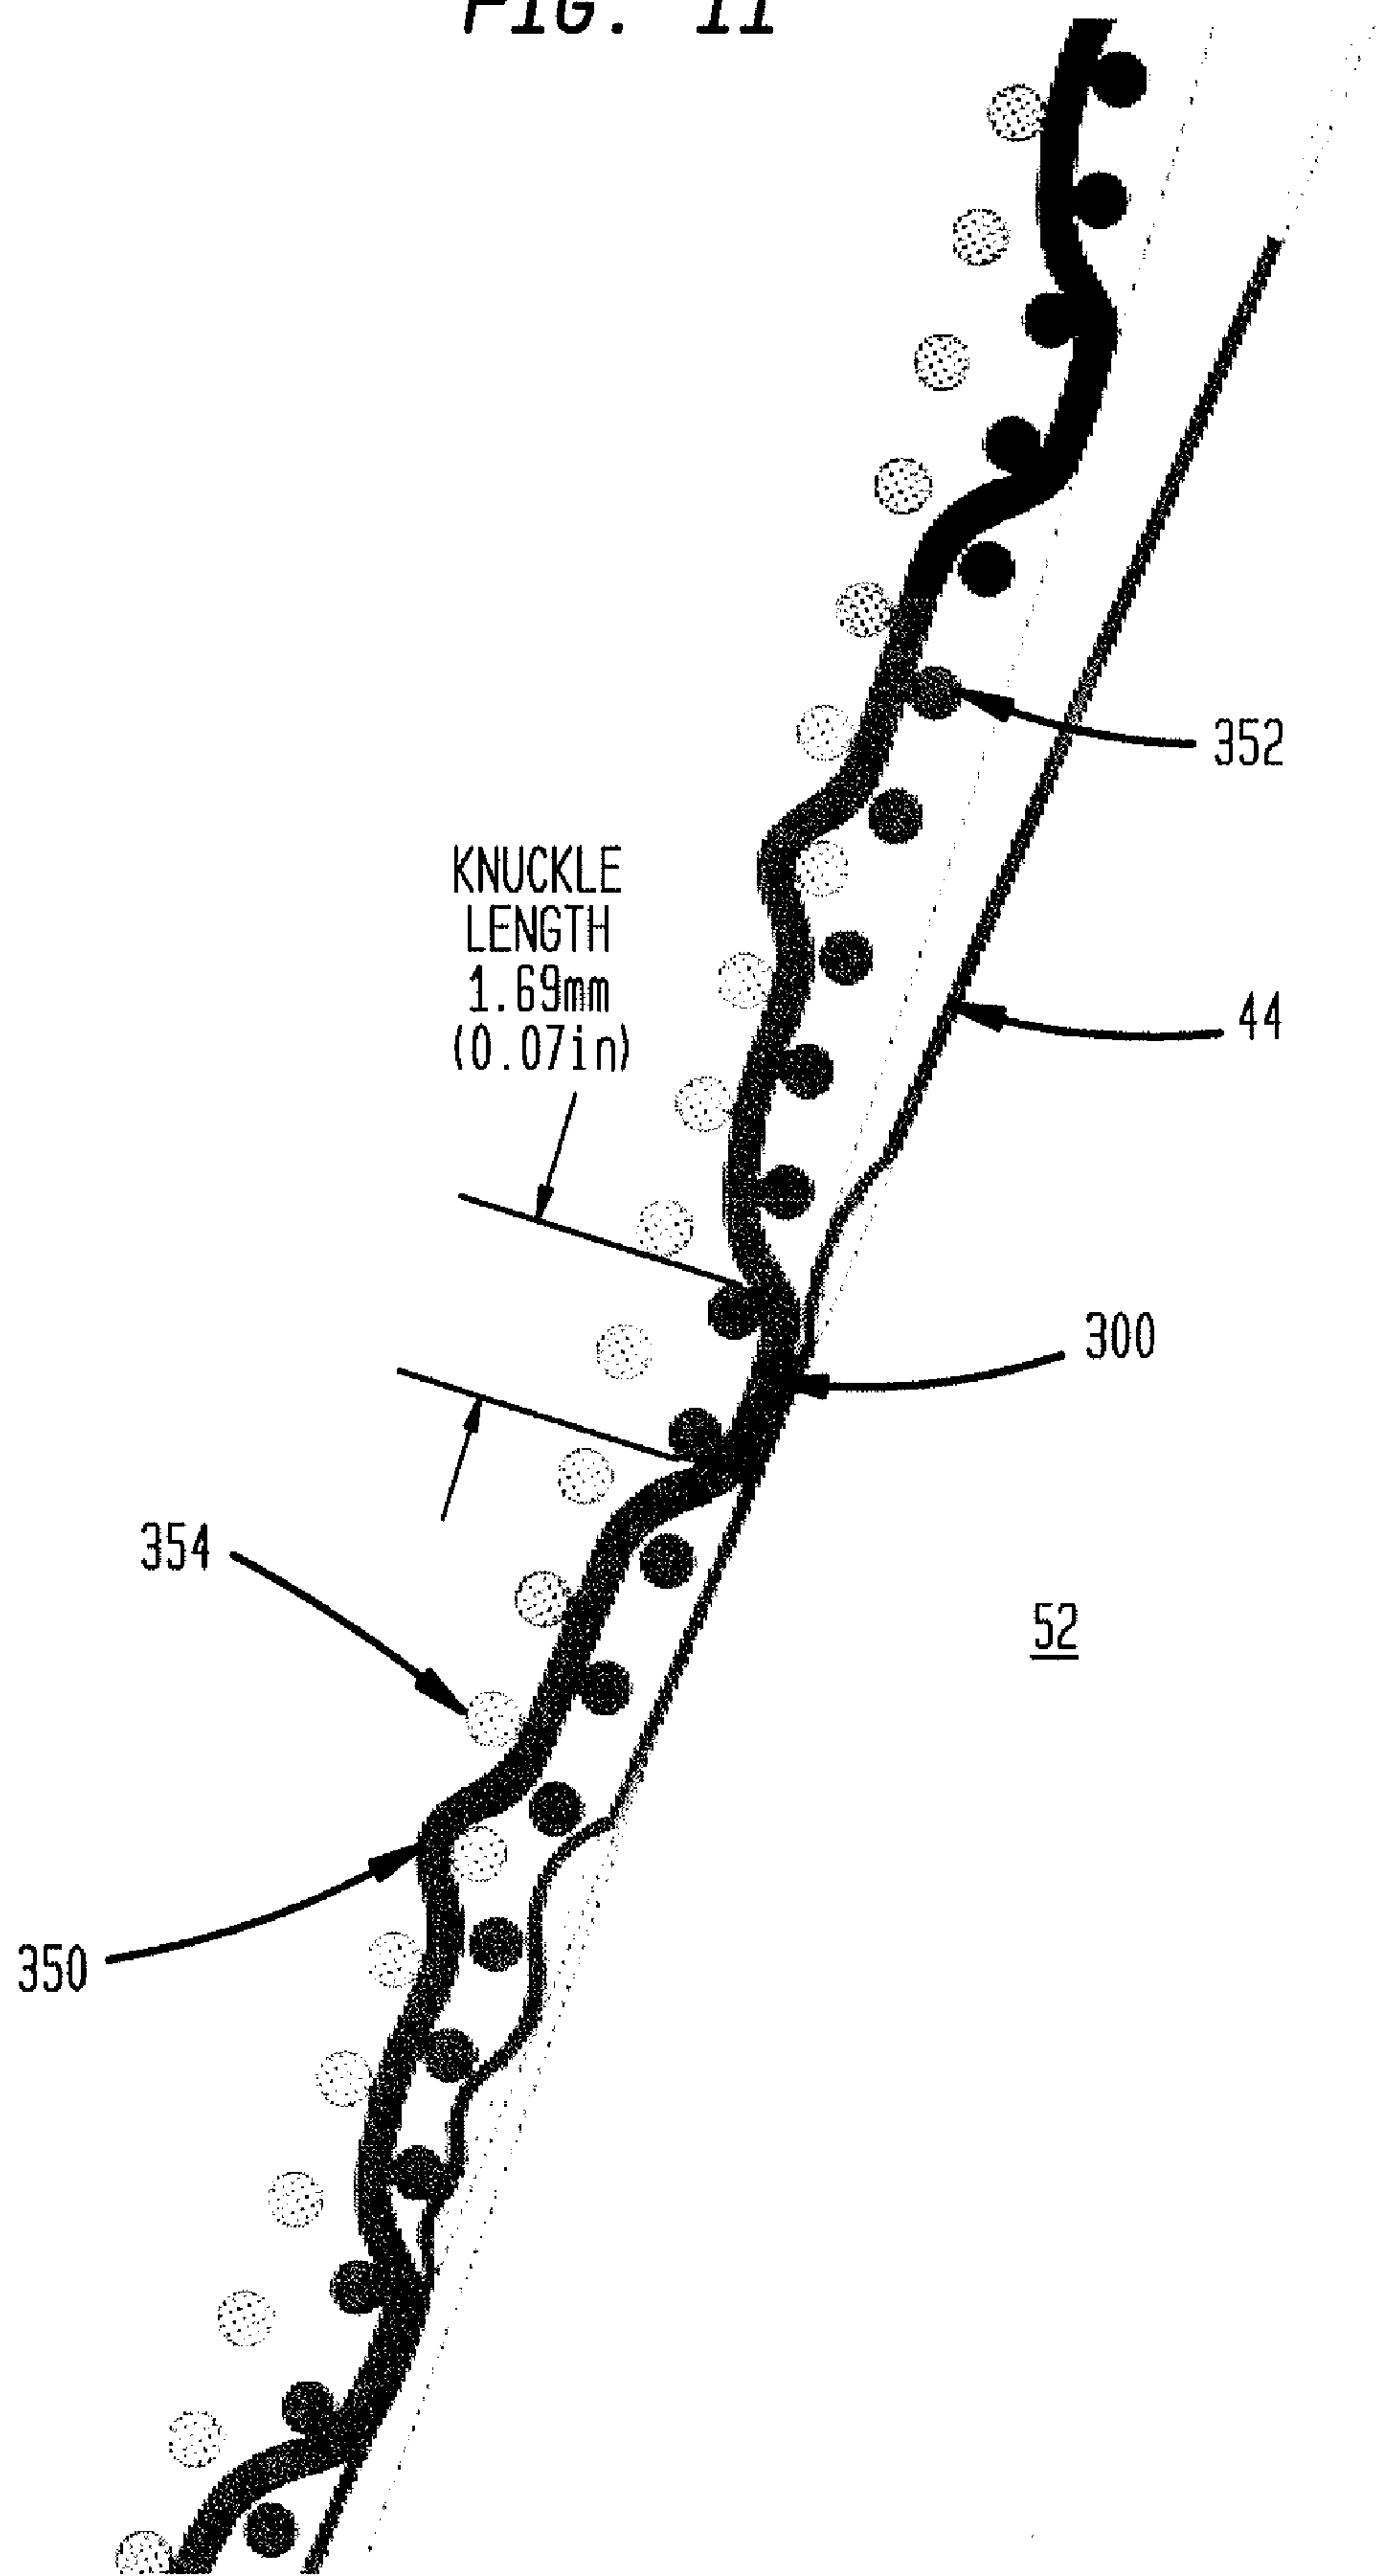 FIG. 11
352
KNUCKLE
LENGTH
1.69mm
(0.07in)
44
300
354
52
350